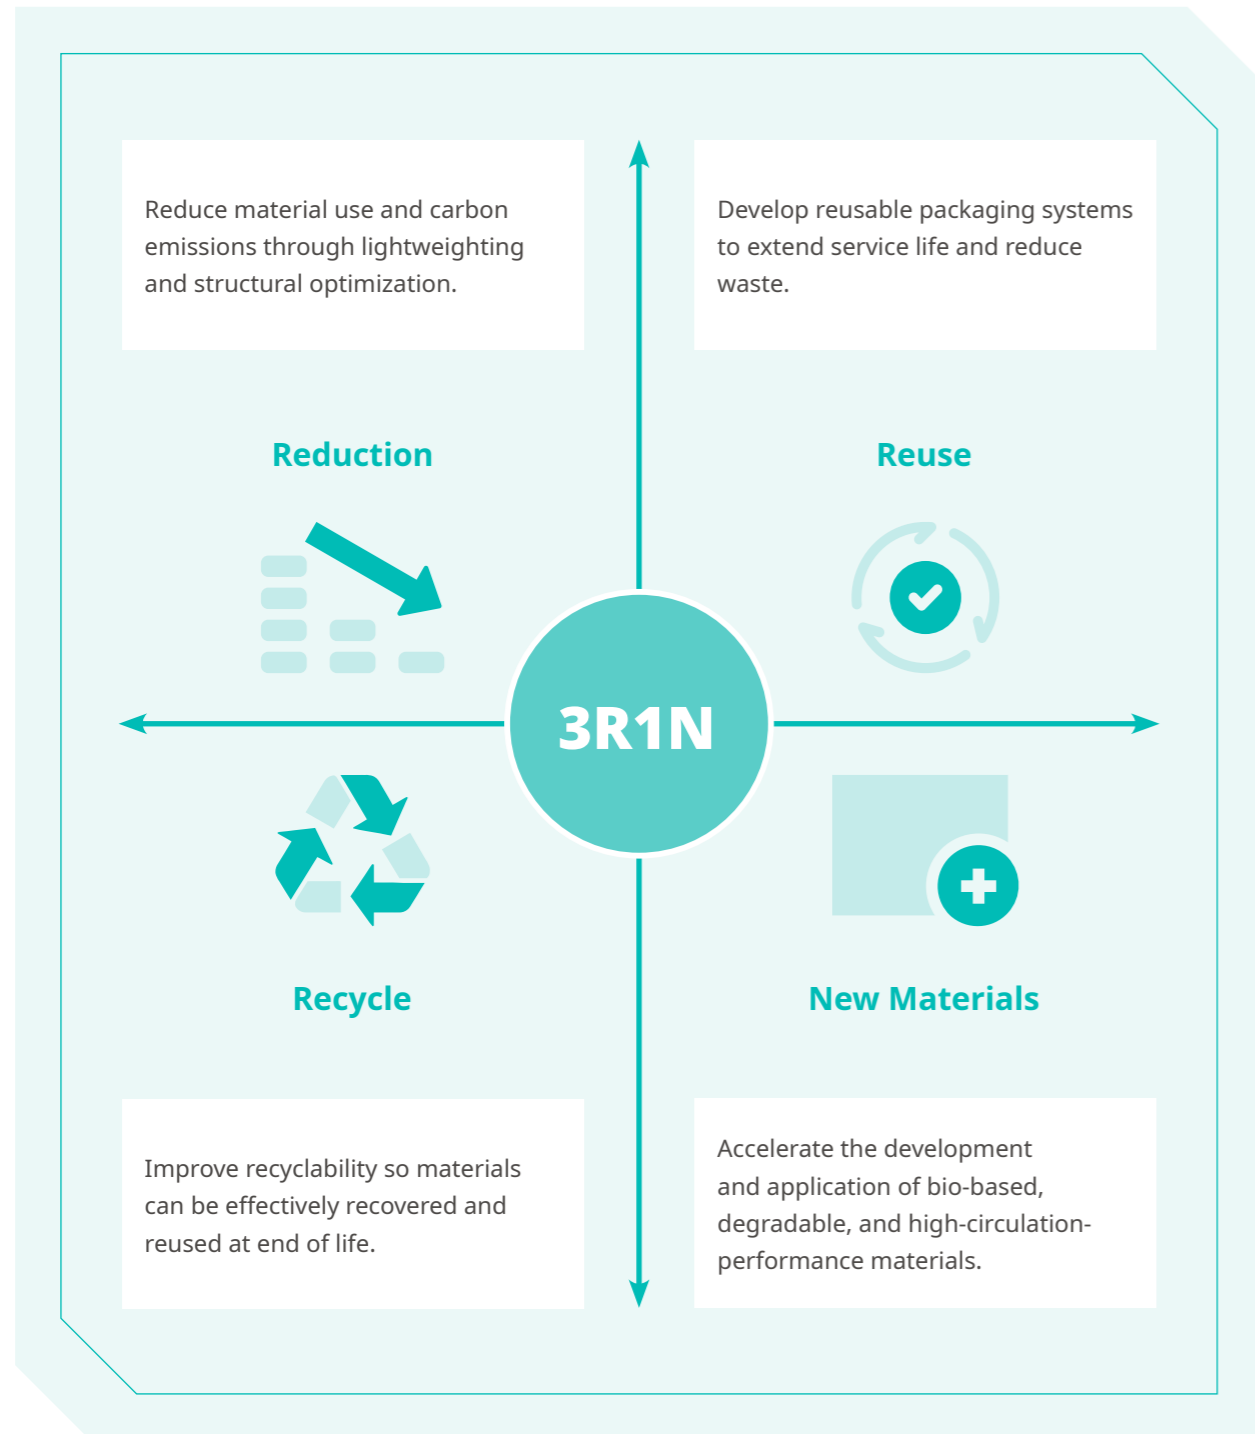 Reduce material use and carbon
emissions through lightweighting
and structural optimization.
Develop reusable packaging systems
to extend service life and reduce
waste.
Reduction
Reuse
3R1N
Recycle
New Materials
Improve recyclability so materials
can be effectively recovered and
reused at end of life.
Accelerate the development
and application of bio-based,
degradable, and high-circulation-
performance materials.